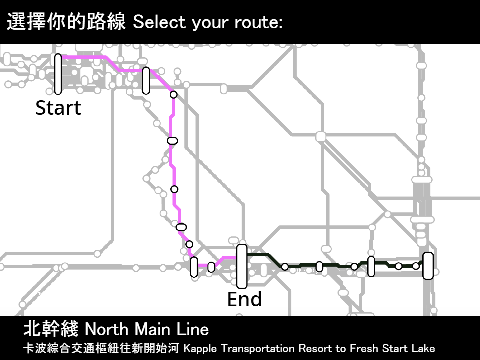 選擇你的路線 Select your route:
Start
End
北幹綫 North Main Line
卡波綜合交通樞紐往新開始河 Kapple Transportation Resort to Fresh Start Lake